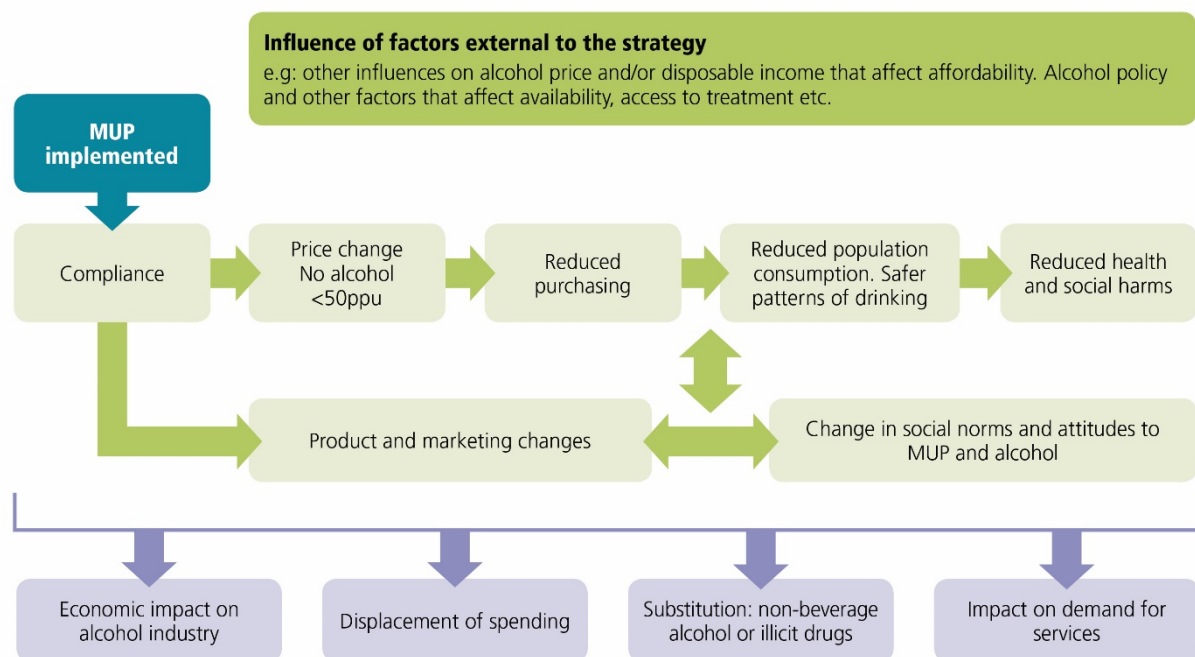 Influence of factors external to the strategy
e.g: other influences on alcohol price and/or disposable income that affect affordability. Alcohol policy
and other factors that affect availability, access to treatment etc.
MUP
implemented
Compliance
Price change
No alcohol
<50ppu
Reduced
purchasing
Reduced population
consumption. Safer
patterns of drinking
Reduced health
and social harms
Product and marketing changes
Change in social norms and attitudes to
MUP and alcohol
Economic impact on
alcohol industry
Displacement of spending
Substitution: non-beverage
alcohol or illicit drugs
Impact on demand for
services